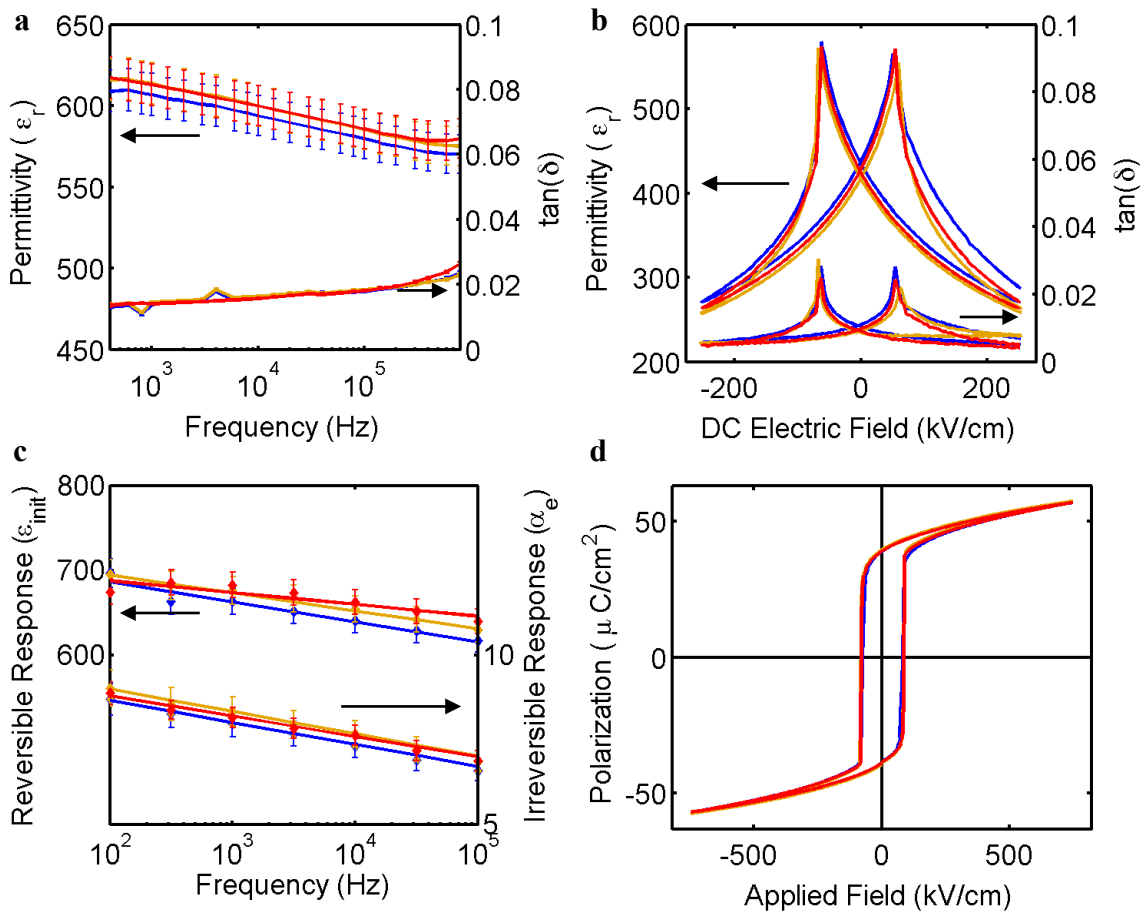 a
650
600
550
500
450
Permittivity ( εr)
0.1
0.08
0.06
0.04
0.02
0
tan(δ)
10^3 10^4 10^5
Frequency (Hz)
b
600
500
400
300
200
Permittivity ( εr)
0.1
0.08
0.06
0.04
0.02
0
tan(δ)
-200 0 200
DC Electric Field (kV/cm)
c
800
700
600
Reversible Response (εinit)
10
5
Irreversible Response (αe)
10^2 10^3 10^4 10^5
Frequency (Hz)
d
50
0
-50
Polarization ( μ C/cm^2)
-500 0 500
Applied Field (kV/cm)